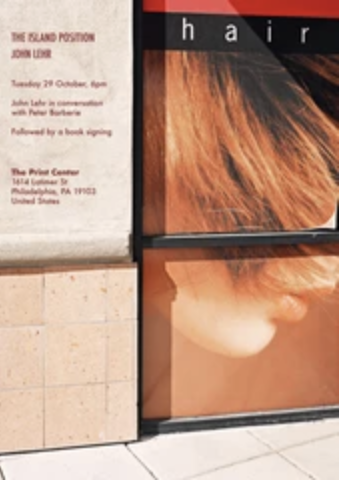 THE ISLAND POSITION
JOHN LEHR
Tuesday 29 October, 6pm
John Lehr in conversation
with Peter Barberie
Followed by a book signing
The Print Center
1614 Latimer St
Philadelphia, PA 19103
United States
hair